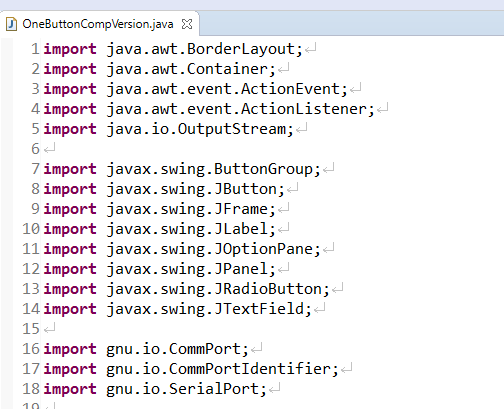 OneButtonCompVersion.java
1 import java.awt.BorderLayout;
2 import java.awt.Container;
3 import java.awt.event.ActionEvent;
4 import java.awt.event.ActionListener;
5 import java.io.OutputStream;
6
7 import javax.swing.ButtonGroup;
8 import javax.swing.JButton;
9 import javax.swing.JFrame;
10 import javax.swing.JLabel;
11 import javax.swing.JOptionPane;
12 import javax.swing.JPanel;
13 import javax.swing.JRadioButton;
14 import javax.swing.JTextField;
15
16 import gnu.io.CommPort;
17 import gnu.io.CommPortIdentifier;
18 import gnu.io.SerialPort;
19